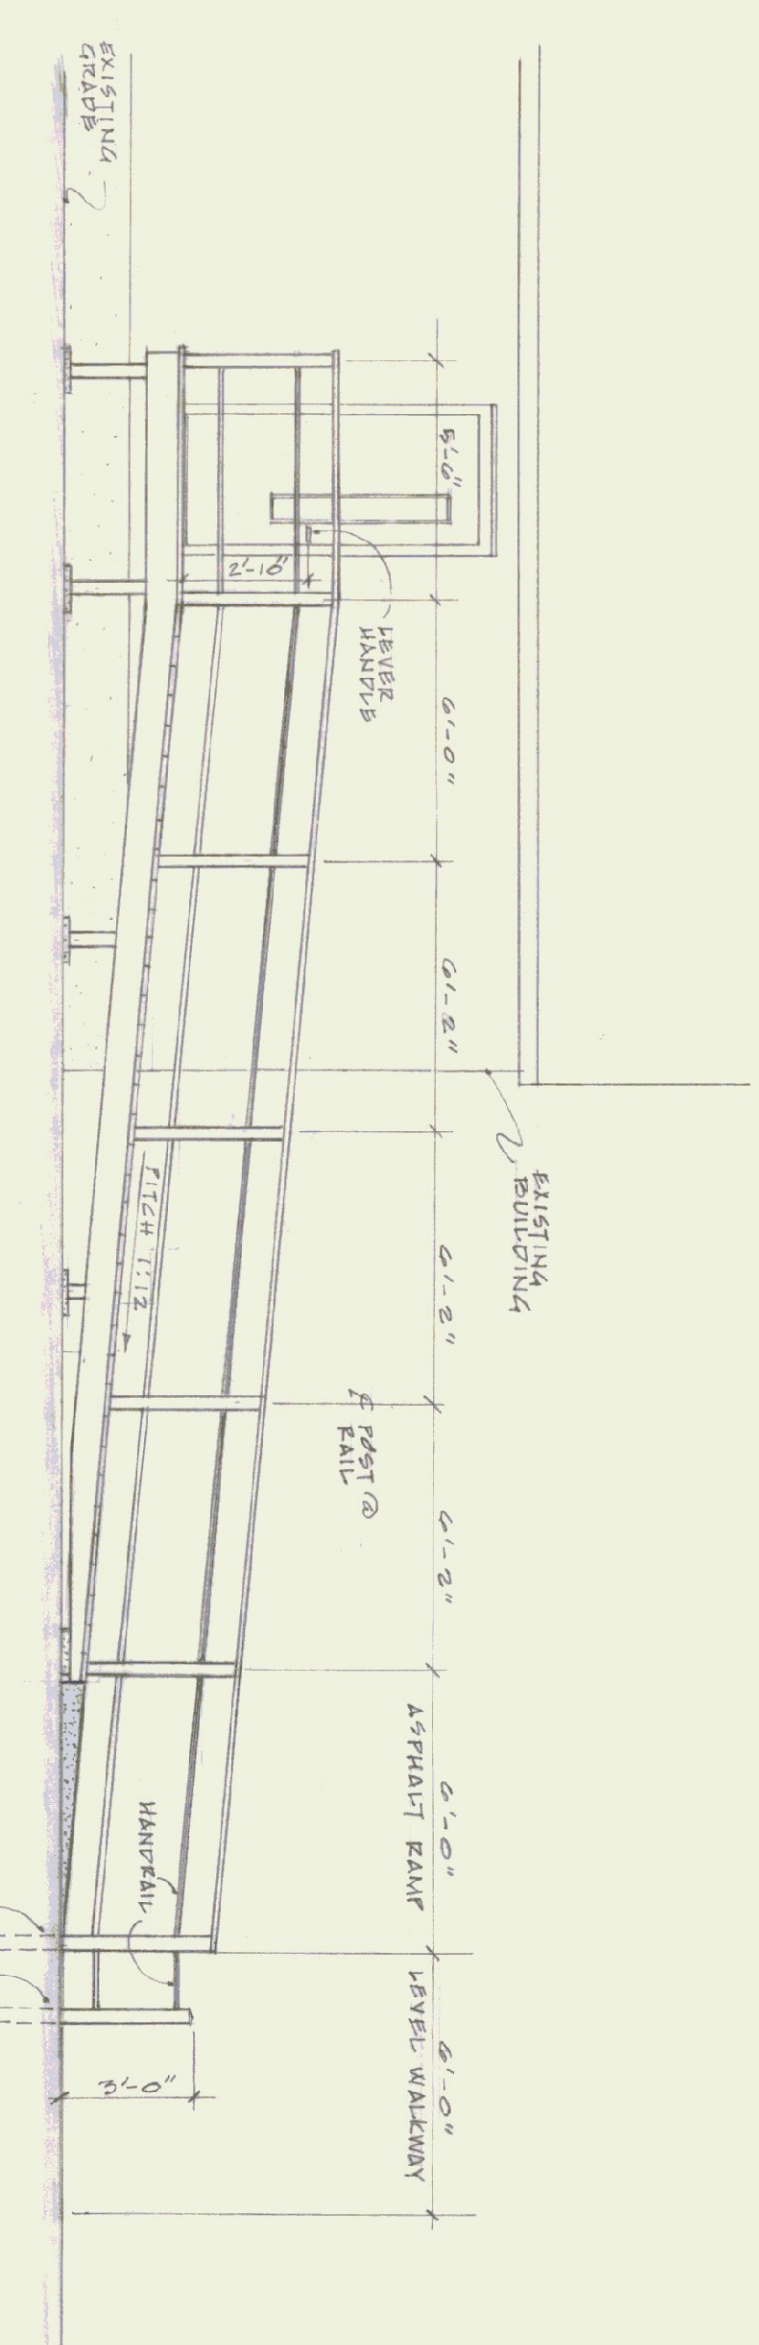 EXISTING
GRADE
5'-6"
2'-10"
LEVER
HANDLE
6'-0"
6'-2"
EXISTING
BUILDING
PITCH 1:12
6'-2"
POST @
RAIL
6'-2"
ASPHALT RAMP
6'-0"
HANDRAIL
LEVEL WALKWAY
6'-0"
3'-0"